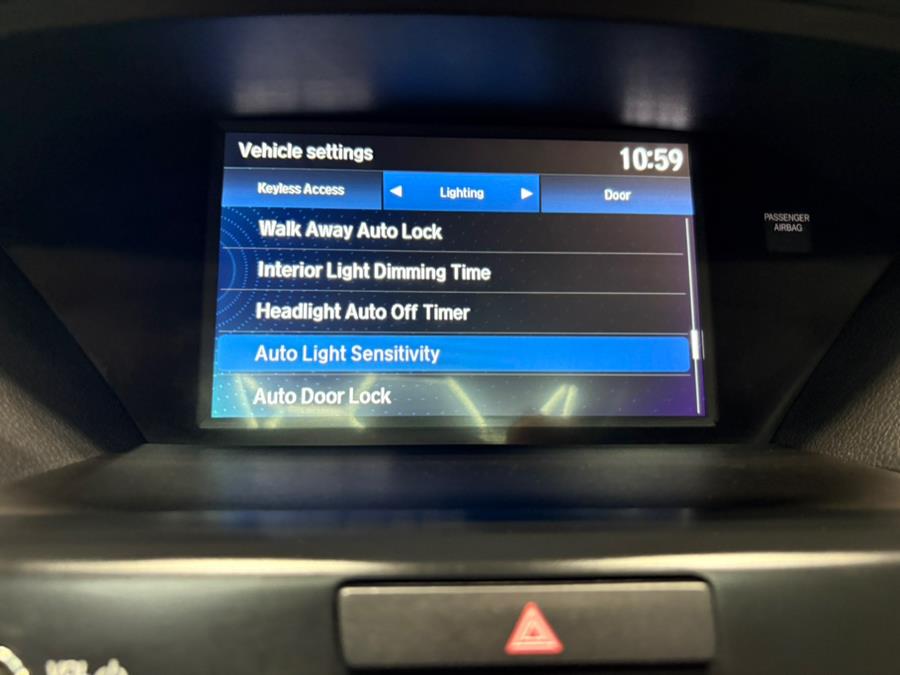 Vehicle settings
10:59
Keyless Access
Lighting
Door
Walk Away Auto Lock
Interior Light Dimming Time
Headlight Auto Off Timer
Auto Light Sensitivity
Auto Door Lock
PASSENGER
AIRBAG